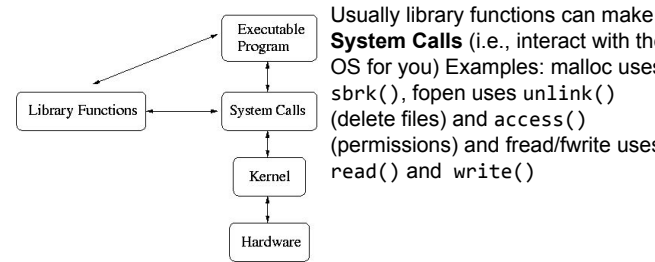 Executable
Program
Library Functions
System Calls
Kernel
Hardware
Usually library functions can make
System Calls (i.e., interact with the
OS for you) Examples: malloc uses
sbrk(), fopen uses unlink()
(delete files) and access()
(permissions) and fread/fwrite uses
read() and write()